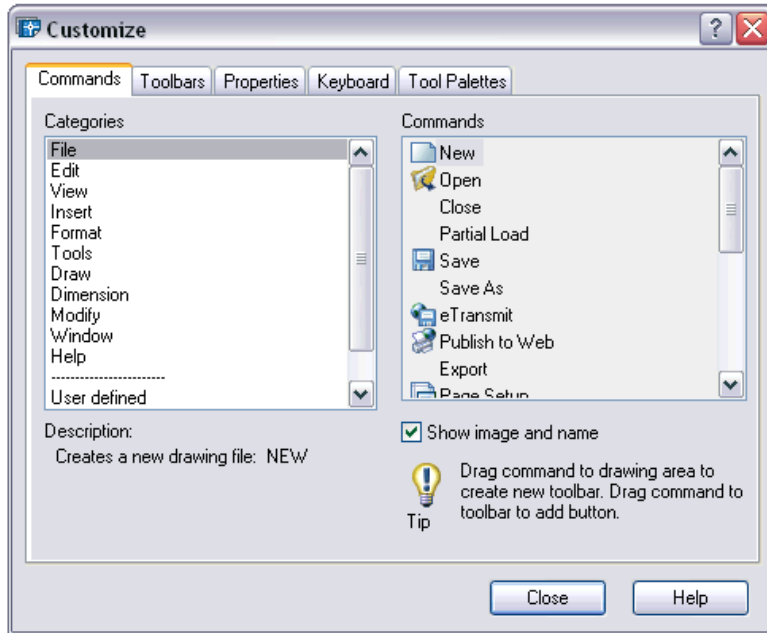 Customize
Commands Toolbars Properties Keyboard Tool Palettes
Categories
File
Edit
View
Insert
Format
Tools
Draw
Dimension
Modify
Window
Help
------------------------
User defined
Commands
New
Open
Close
Partial Load
Save
Save As
eTransmit
Publish to Web
Export
Page Setup
Description:
Creates a new drawing file: NEW
Show image and name
Tip
Drag command to drawing area to
create new toolbar. Drag command to
toolbar to add button.
Close Help